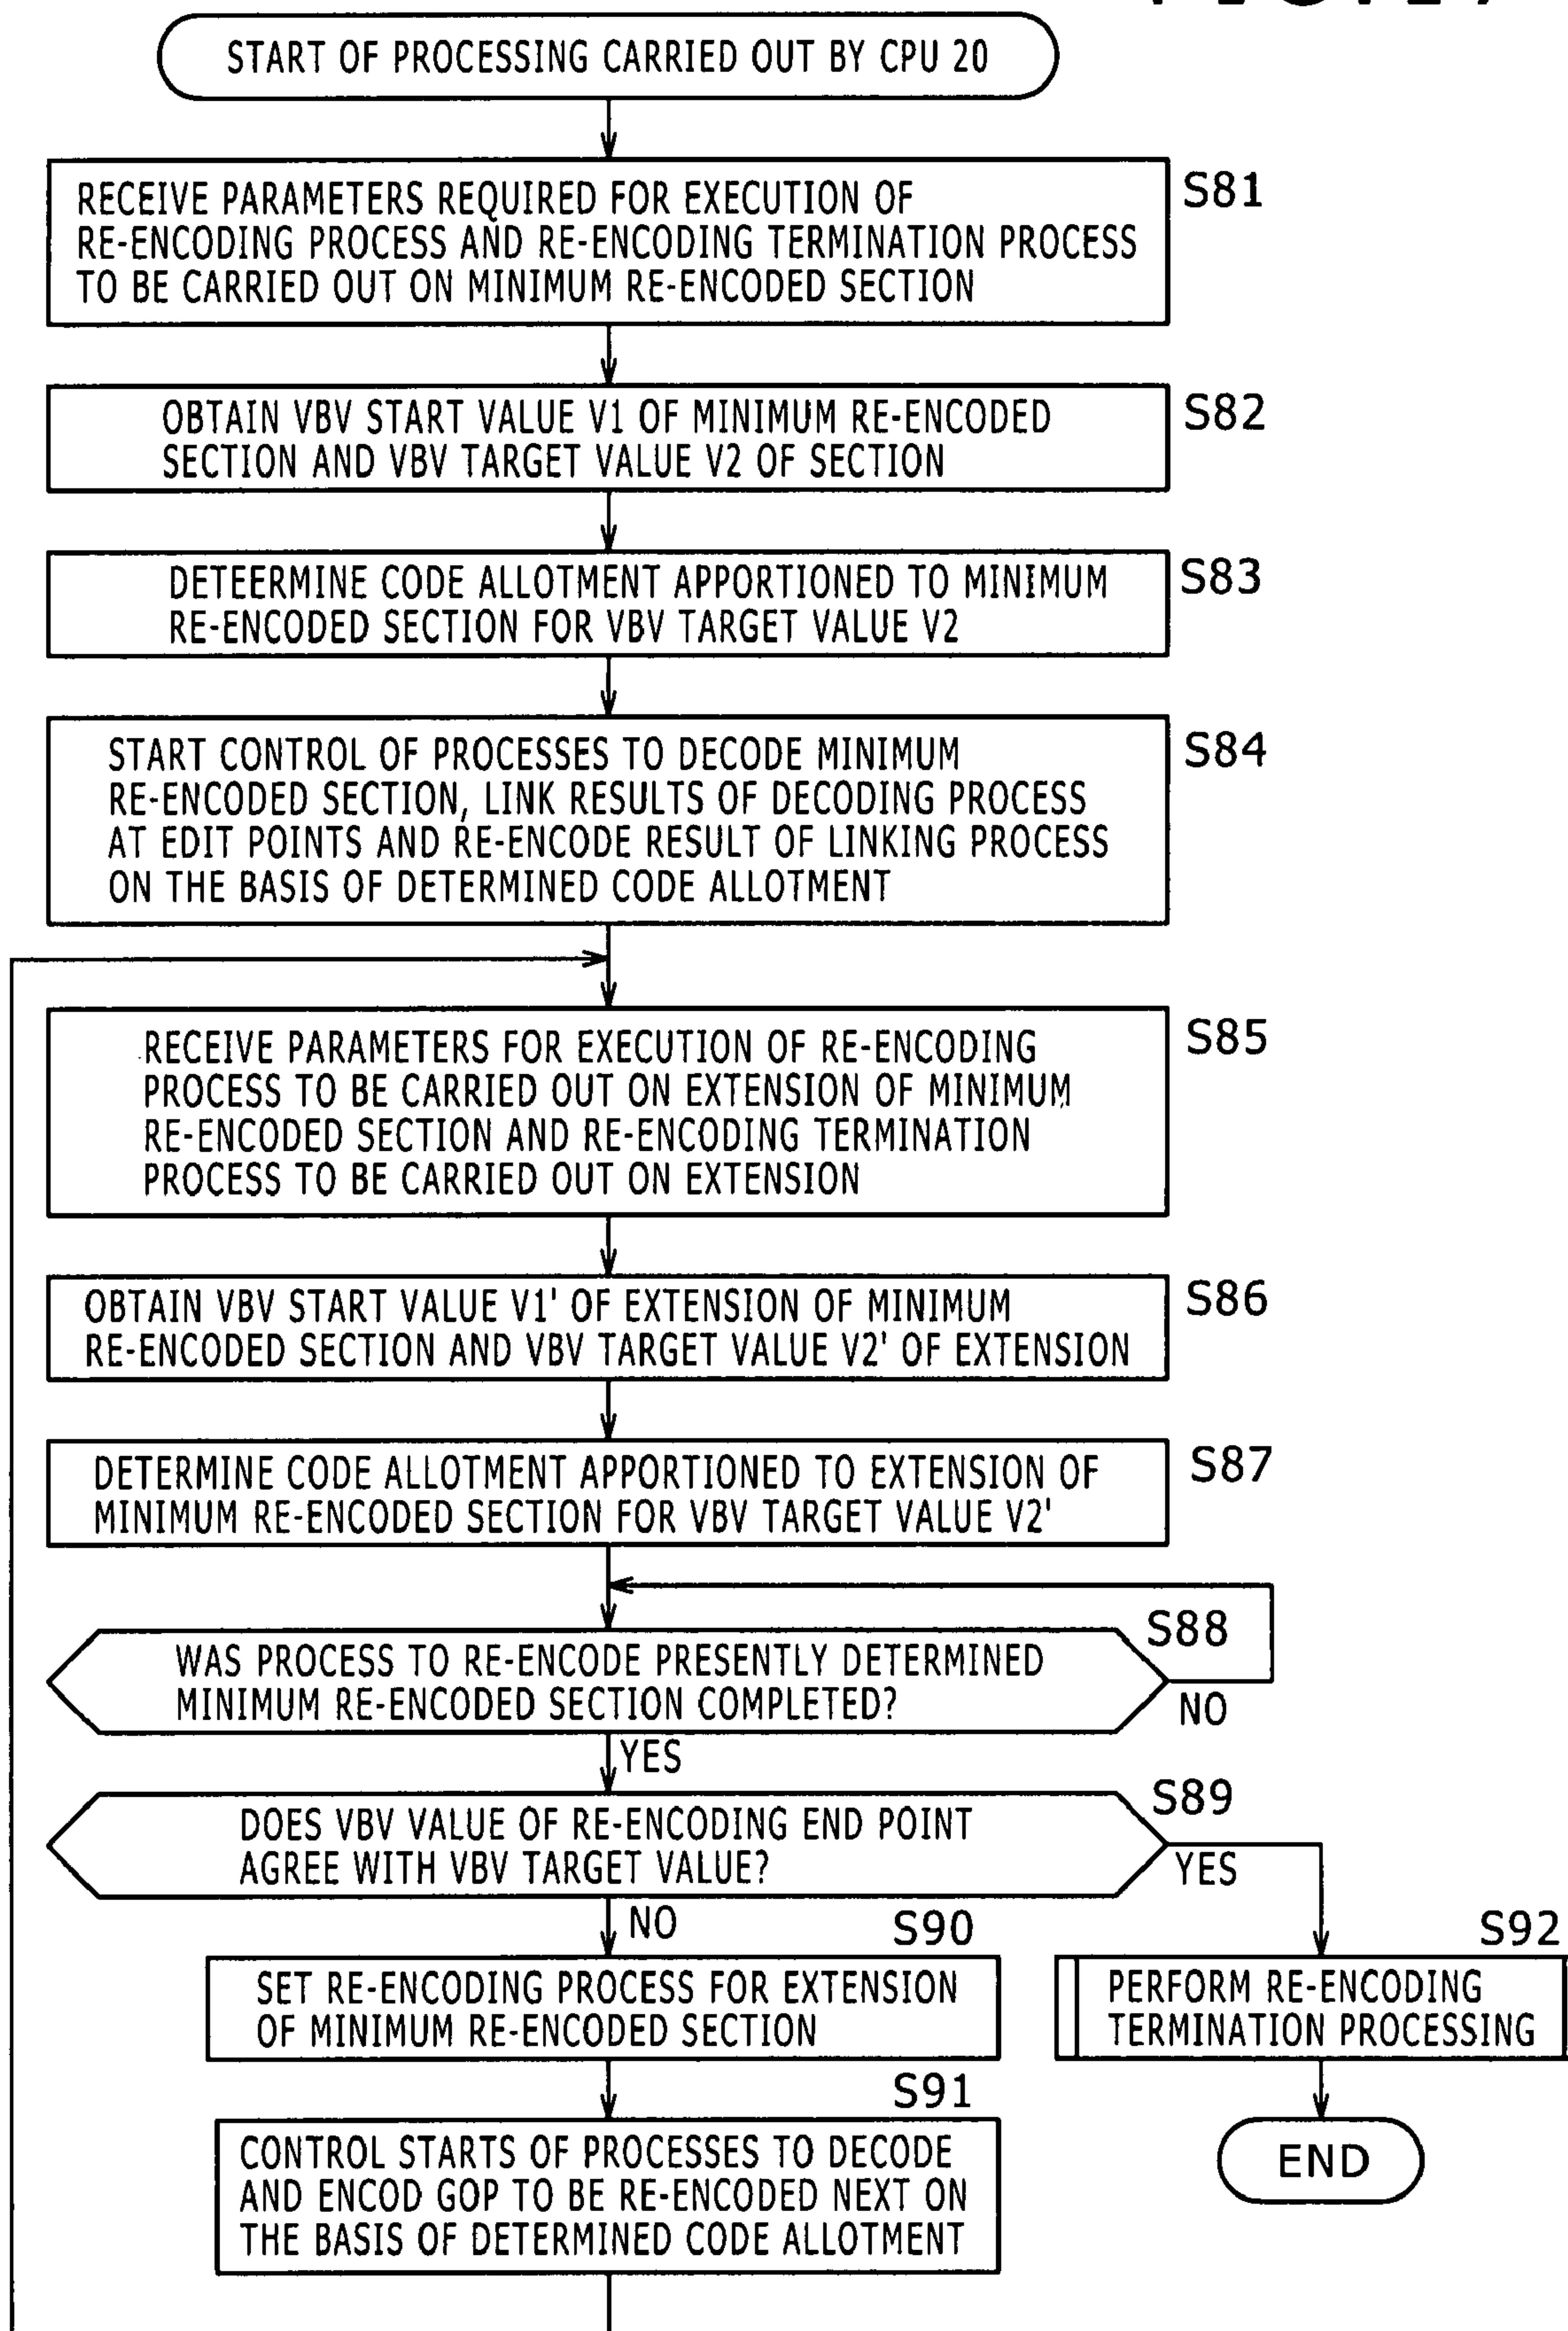 START OF PROCESSING CARRIED OUT BY CPU 20
RECEIVE PARAMETERS REQUIRED FOR EXECUTION OF
RE-ENCODING PROCESS AND RE-ENCODING TERMINATION PROCESS
TO BE CARRIED OUT ON MINIMUM RE-ENCODED SECTION
S81
OBTAIN VBV START VALUE V1 OF MINIMUM RE-ENCODED
SECTION AND VBV TARGET VALUE V2 OF SECTION
S82
DETEERMINE CODE ALLOTMENT APPORTIONED TO MINIMUM
RE-ENCODED SECTION FOR VBV TARGET VALUE V2
S83
START CONTROL OF PROCESSES TO DECODE MINIMUM
RE-ENCODED SECTION, LINK RESULTS OF DECODING PROCESS
AT EDIT POINTS AND RE-ENCODE RESULT OF LINKING PROCESS
ON THE BASIS OF DETERMINED CODE ALLOTMENT
S84
RECEIVE PARAMETERS FOR EXECUTION OF RE-ENCODING
PROCESS TO BE CARRIED OUT ON EXTENSION OF MINIMUM
RE-ENCODED SECTION AND RE-ENCODING TERMINATION
PROCESS TO BE CARRIED OUT ON EXTENSION
S85
OBTAIN VBV START VALUE V1' OF EXTENSION OF MINIMUM
RE-ENCODED SECTION AND VBV TARGET VALUE V2' OF EXTENSION
S86
DETERMINE CODE ALLOTMENT APPORTIONED TO EXTENSION OF
MINIMUM RE-ENCODED SECTION FOR VBV TARGET VALUE V2'
S87
WAS PROCESS TO RE-ENCODE PRESENTLY DETERMINED
MINIMUM RE-ENCODED SECTION COMPLETED?
S88
NO
YES
DOES VBV VALUE OF RE-ENCODING END POINT
AGREE WITH VBV TARGET VALUE?
S89
YES
NO
S90
SET RE-ENCODING PROCESS FOR EXTENSION
OF MINIMUM RE-ENCODED SECTION
S92
PERFORM RE-ENCODING
TERMINATION PROCESSING
S91
CONTROL STARTS OF PROCESSES TO DECODE
AND ENCOD GOP TO BE RE-ENCODED NEXT ON
THE BASIS OF DETERMINED CODE ALLOTMENT
END